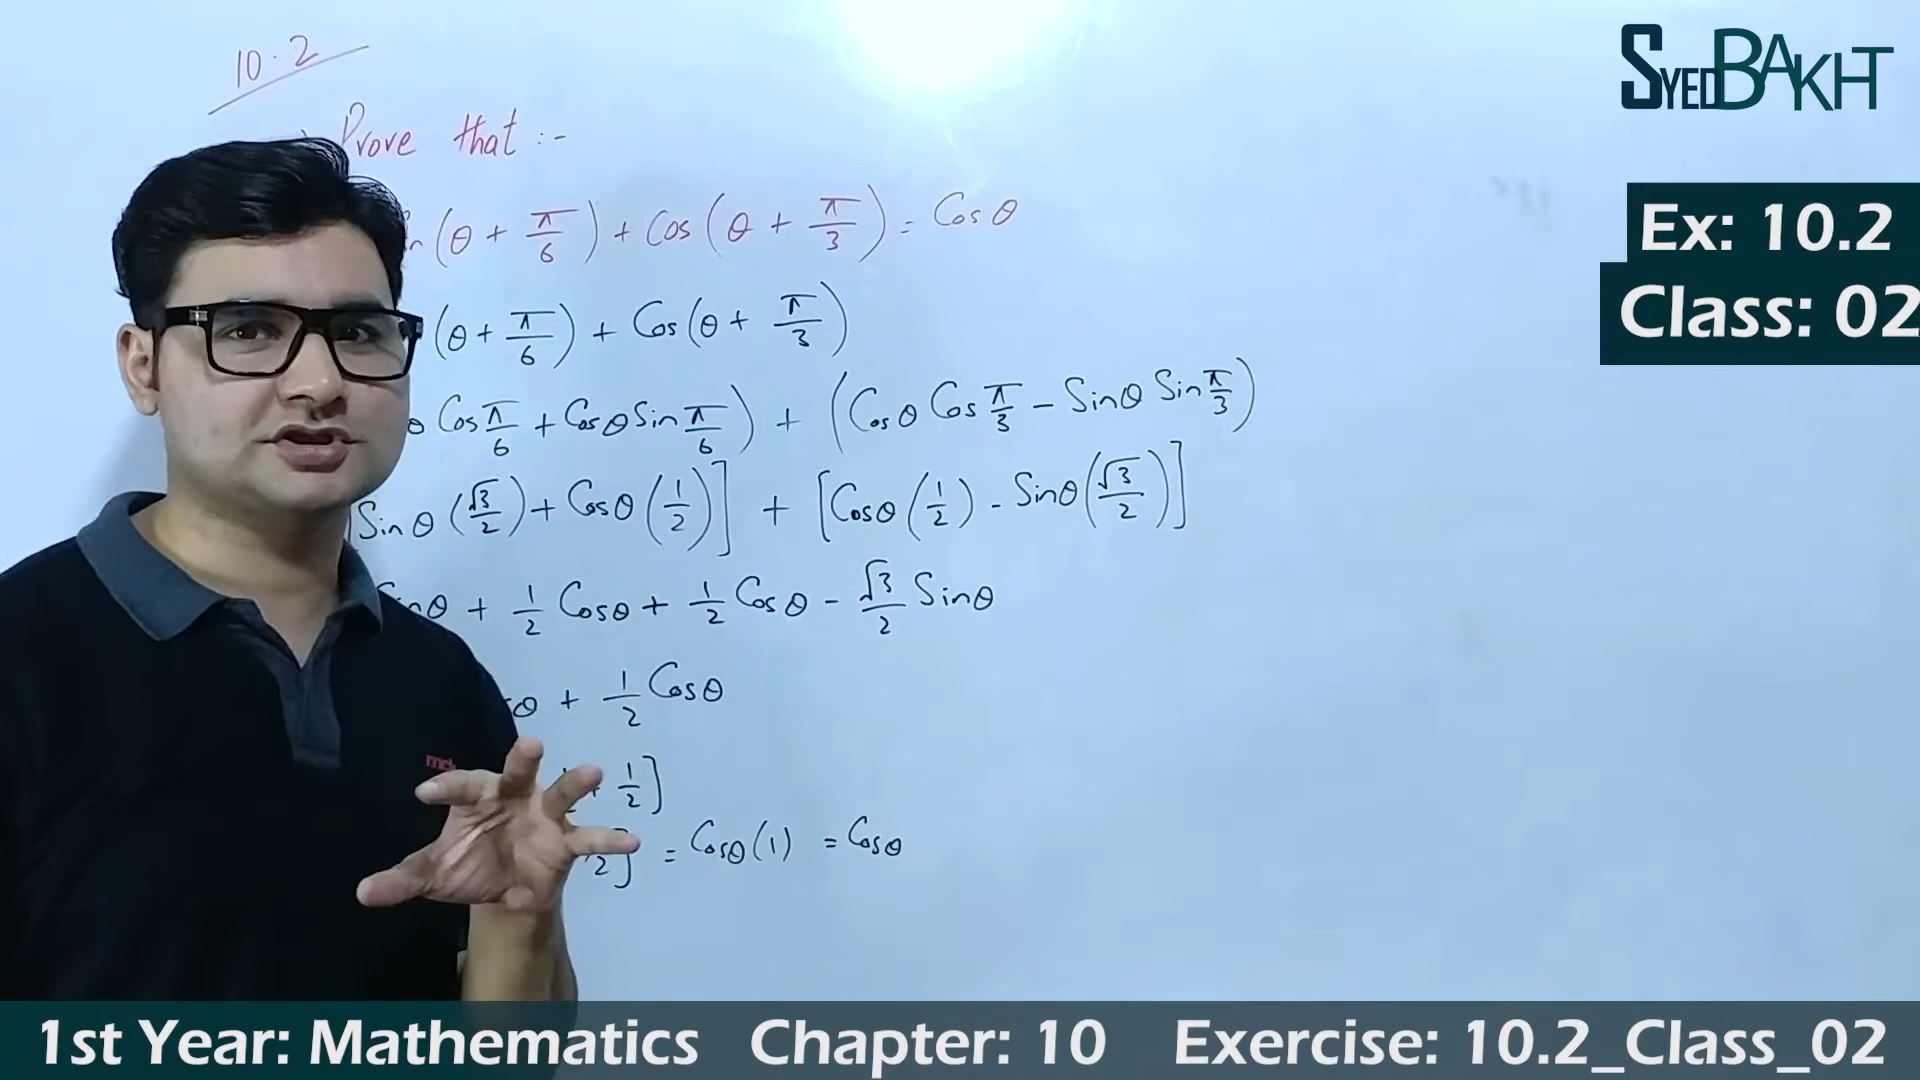 10.2
SYEDBAKHT
Prove that :-
Ex: 10.2
(θ + π/6) + Cos(θ + π/3) = Cosθ
Class: 02
(θ + π/6) + Cos(θ + π/3)
θ Cos π/6 + Cosθ Sin π/6) + (Cosθ Cos π/3 - Sinθ Sin π/3)
Sinθ (√3/2) + Cosθ (1/2)] + [Cosθ (1/2) - Sinθ (√3/2)]
θ + 1/2 Cosθ + 1/2 Cosθ - √3/2 Sinθ
θ + 1/2 Cosθ
+ 1/2]
2] = Cosθ(1) = Cosθ
1st Year: Mathematics Chapter: 10 Exercise: 10.2_Class_02